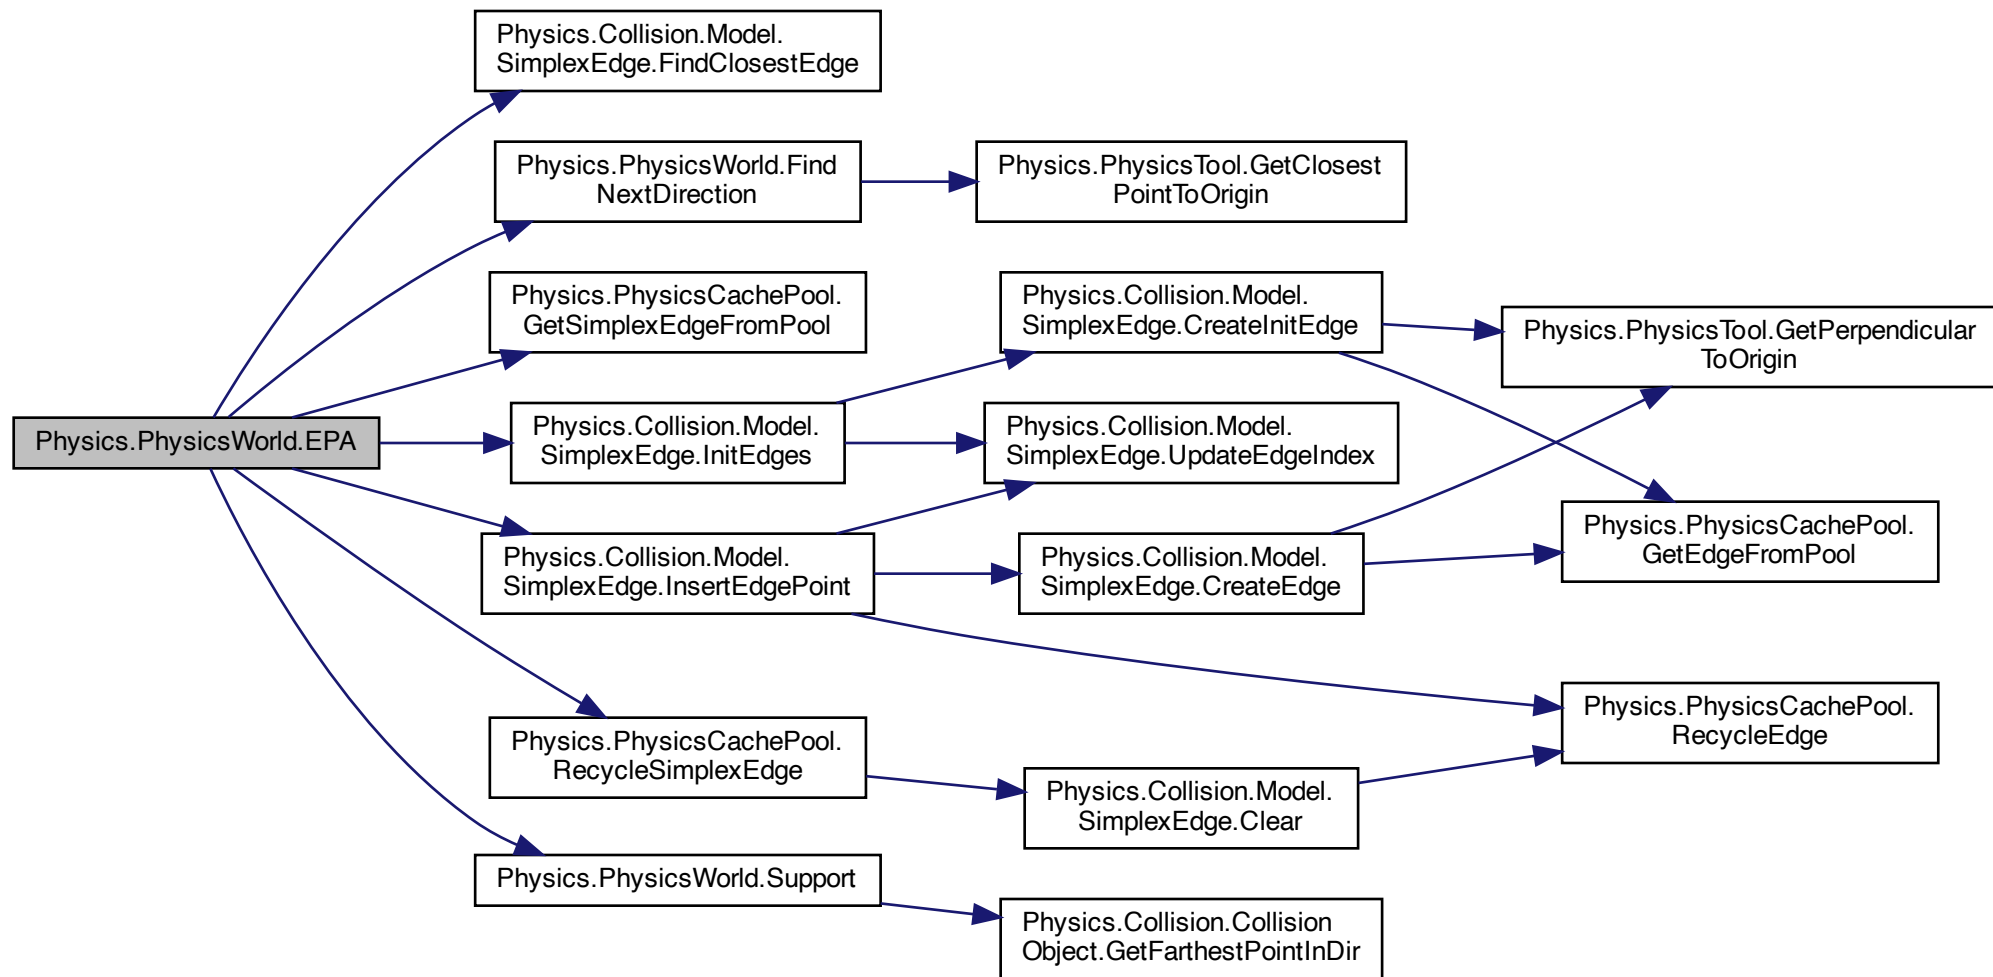 Physics.PhysicsWorld.EPA
Physics.Collision.Model.
SimplexEdge.FindClosestEdge
Physics.PhysicsWorld.Find
NextDirection
Physics.PhysicsTool.GetClosest
PointToOrigin
Physics.PhysicsCachePool.
GetSimplexEdgeFromPool
Physics.Collision.Model.
SimplexEdge.InitEdges
Physics.Collision.Model.
SimplexEdge.CreateInitEdge
Physics.PhysicsTool.GetPerpendicular
ToOrigin
Physics.Collision.Model.
SimplexEdge.UpdateEdgeIndex
Physics.PhysicsCachePool.
GetEdgeFromPool
Physics.Collision.Model.
SimplexEdge.InsertEdgePoint
Physics.Collision.Model.
SimplexEdge.CreateEdge
Physics.PhysicsCachePool.
RecycleEdge
Physics.PhysicsCachePool.
RecycleSimplexEdge
Physics.Collision.Model.
SimplexEdge.Clear
Physics.PhysicsWorld.Support
Physics.Collision.Collision
Object.GetFarthestPointInDir